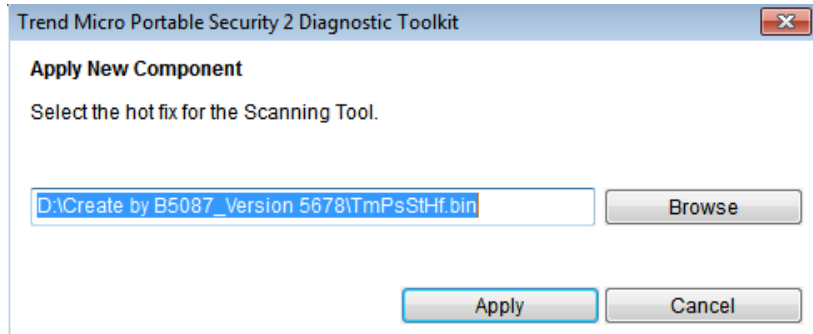 Trend Micro Portable Security 2 Diagnostic Toolkit
Apply New Component
Select the hot fix for the Scanning Tool.
D:\Create by B5087_Version 5678\TmPsStHf.bin
Browse
Apply
Cancel